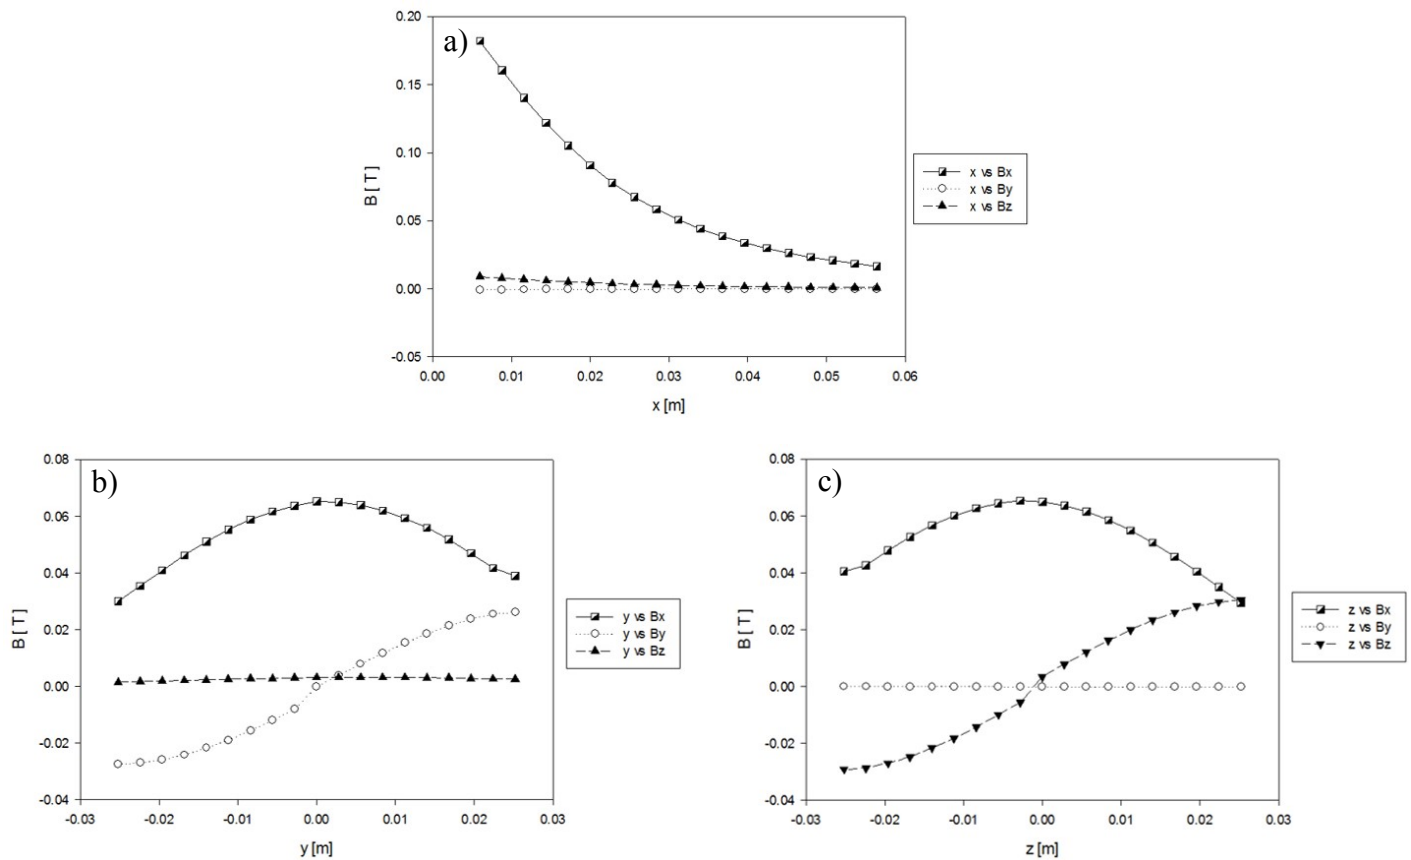 a)
0.20
0.15
0.10
0.05
0.00
-0.05
B [ T ]
0.00 0.01 0.02 0.03 0.04 0.05 0.06
x [m]
x vs Bx
x vs By
x vs Bz
b)
0.08
0.06
0.04
0.02
0.00
-0.02
-0.04
B [ T ]
-0.03 -0.02 -0.01 0.00 0.01 0.02 0.03
y [m]
y vs Bx
y vs By
y vs Bz
c)
0.08
0.06
0.04
0.02
0.00
-0.02
-0.04
B [ T ]
-0.03 -0.02 -0.01 0.00 0.01 0.02 0.03
z [m]
z vs Bx
z vs By
z vs Bz